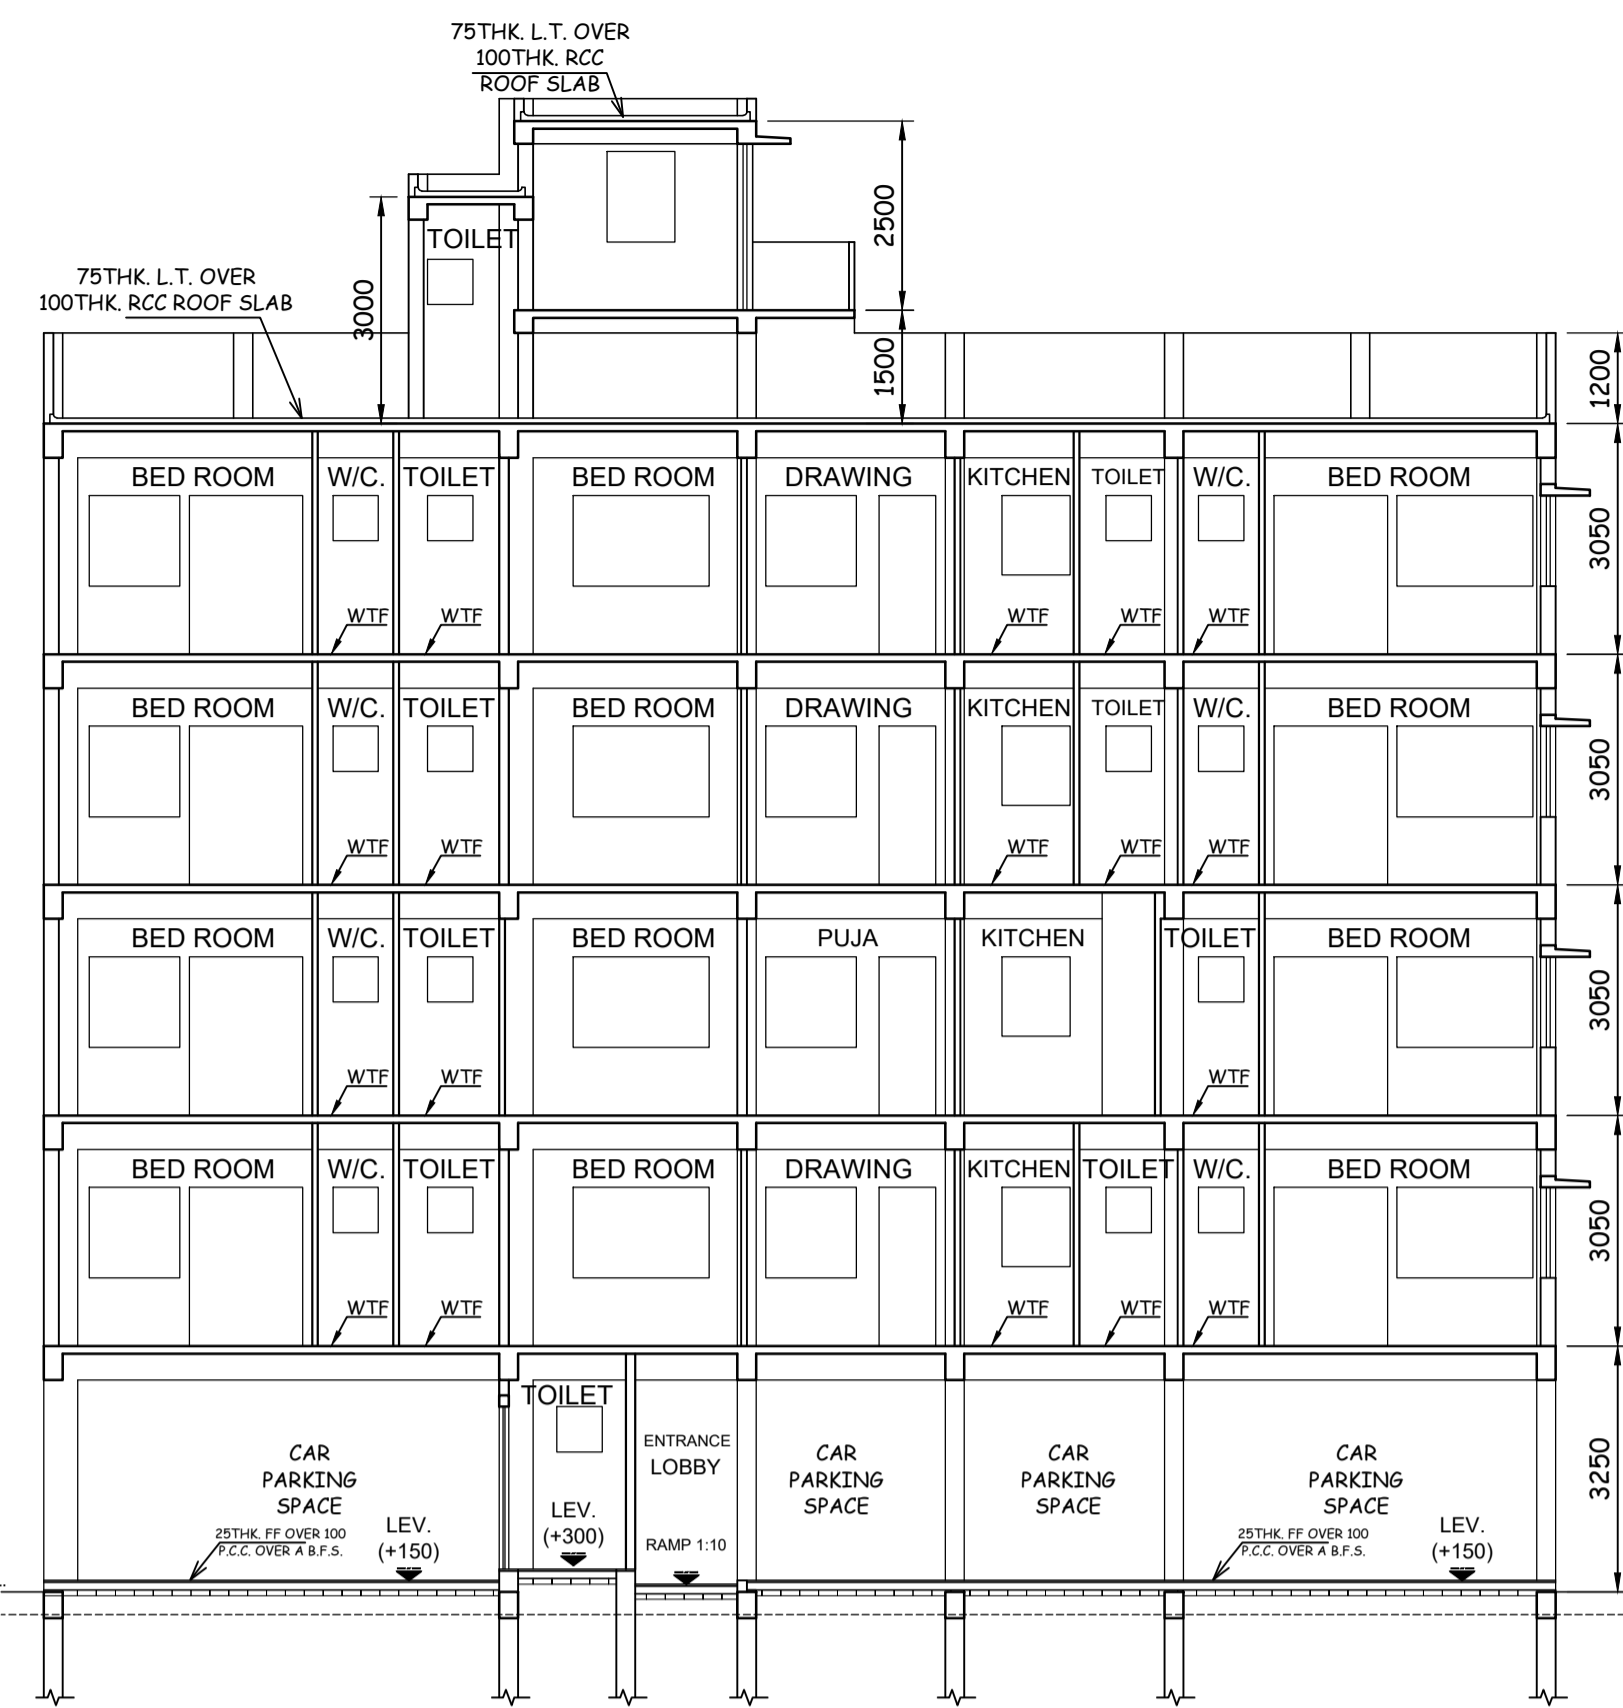 75THK. L.T. OVER
100THK. RCC
ROOF SLAB
2500
TOILET
75THK. L.T. OVER
100THK. RCC ROOF SLAB
3000
1500
1200
BED ROOM W/C. TOILET BED ROOM DRAWING KITCHEN TOILET W/C. BED ROOM
3050
WTF WTF WTF WTF WTF
BED ROOM W/C. TOILET BED ROOM DRAWING KITCHEN TOILET W/C. BED ROOM
3050
WTF WTF WTF WTF WTF
BED ROOM W/C. TOILET BED ROOM PUJA KITCHEN TOILET BED ROOM
3050
WTF WTF WTF
BED ROOM W/C. TOILET BED ROOM DRAWING KITCHEN TOILET W/C. BED ROOM
3050
WTF WTF WTF WTF WTF
TOILET
ENTRANCE
LOBBY
RAMP 1:10
CAR
PARKING
SPACE
CAR
PARKING
SPACE
CAR
PARKING
SPACE
CAR
PARKING
SPACE
3250
25THK. FF OVER 100
P.C.C. OVER A B.F.S.
LEV.
(+150)
LEV.
(+300)
25THK. FF OVER 100
P.C.C. OVER A B.F.S.
LEV.
(+150)